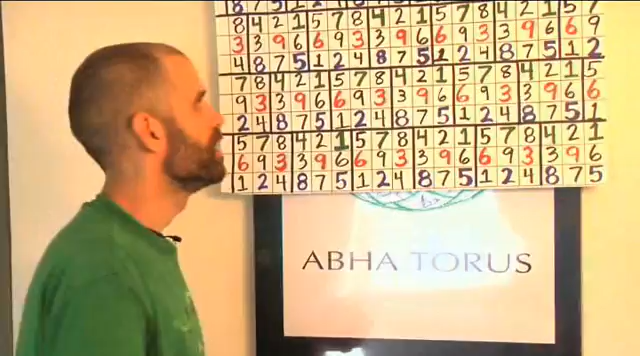 8 4 2 1 5 7 8 4 2 1 5 7 8 4 2 1 5 7
3 3 9 6 6 9 3 3 9 6 6 9 3 3 9 6 6 9
4 8 7 5 1 2 4 8 7 5 1 2 4 8 7 5 1 2
7 8 4 2 1 5 7 8 4 2 1 5 7 8 4 2 1 5
9 3 3 9 6 6 9 3 3 9 6 6 9 3 3 9 6 6
2 4 8 7 5 1 2 4 8 7 5 1 2 4 8 7 5 1
5 7 8 4 2 1 5 7 8 4 2 1 5 7 8 4 2 1
6 9 3 3 9 6 6 9 3 3 9 6 6 9 3 3 9 6
1 2 4 8 7 5 1 2 4 8 7 5 1 2 4 8 7 5
ABHA TORUS